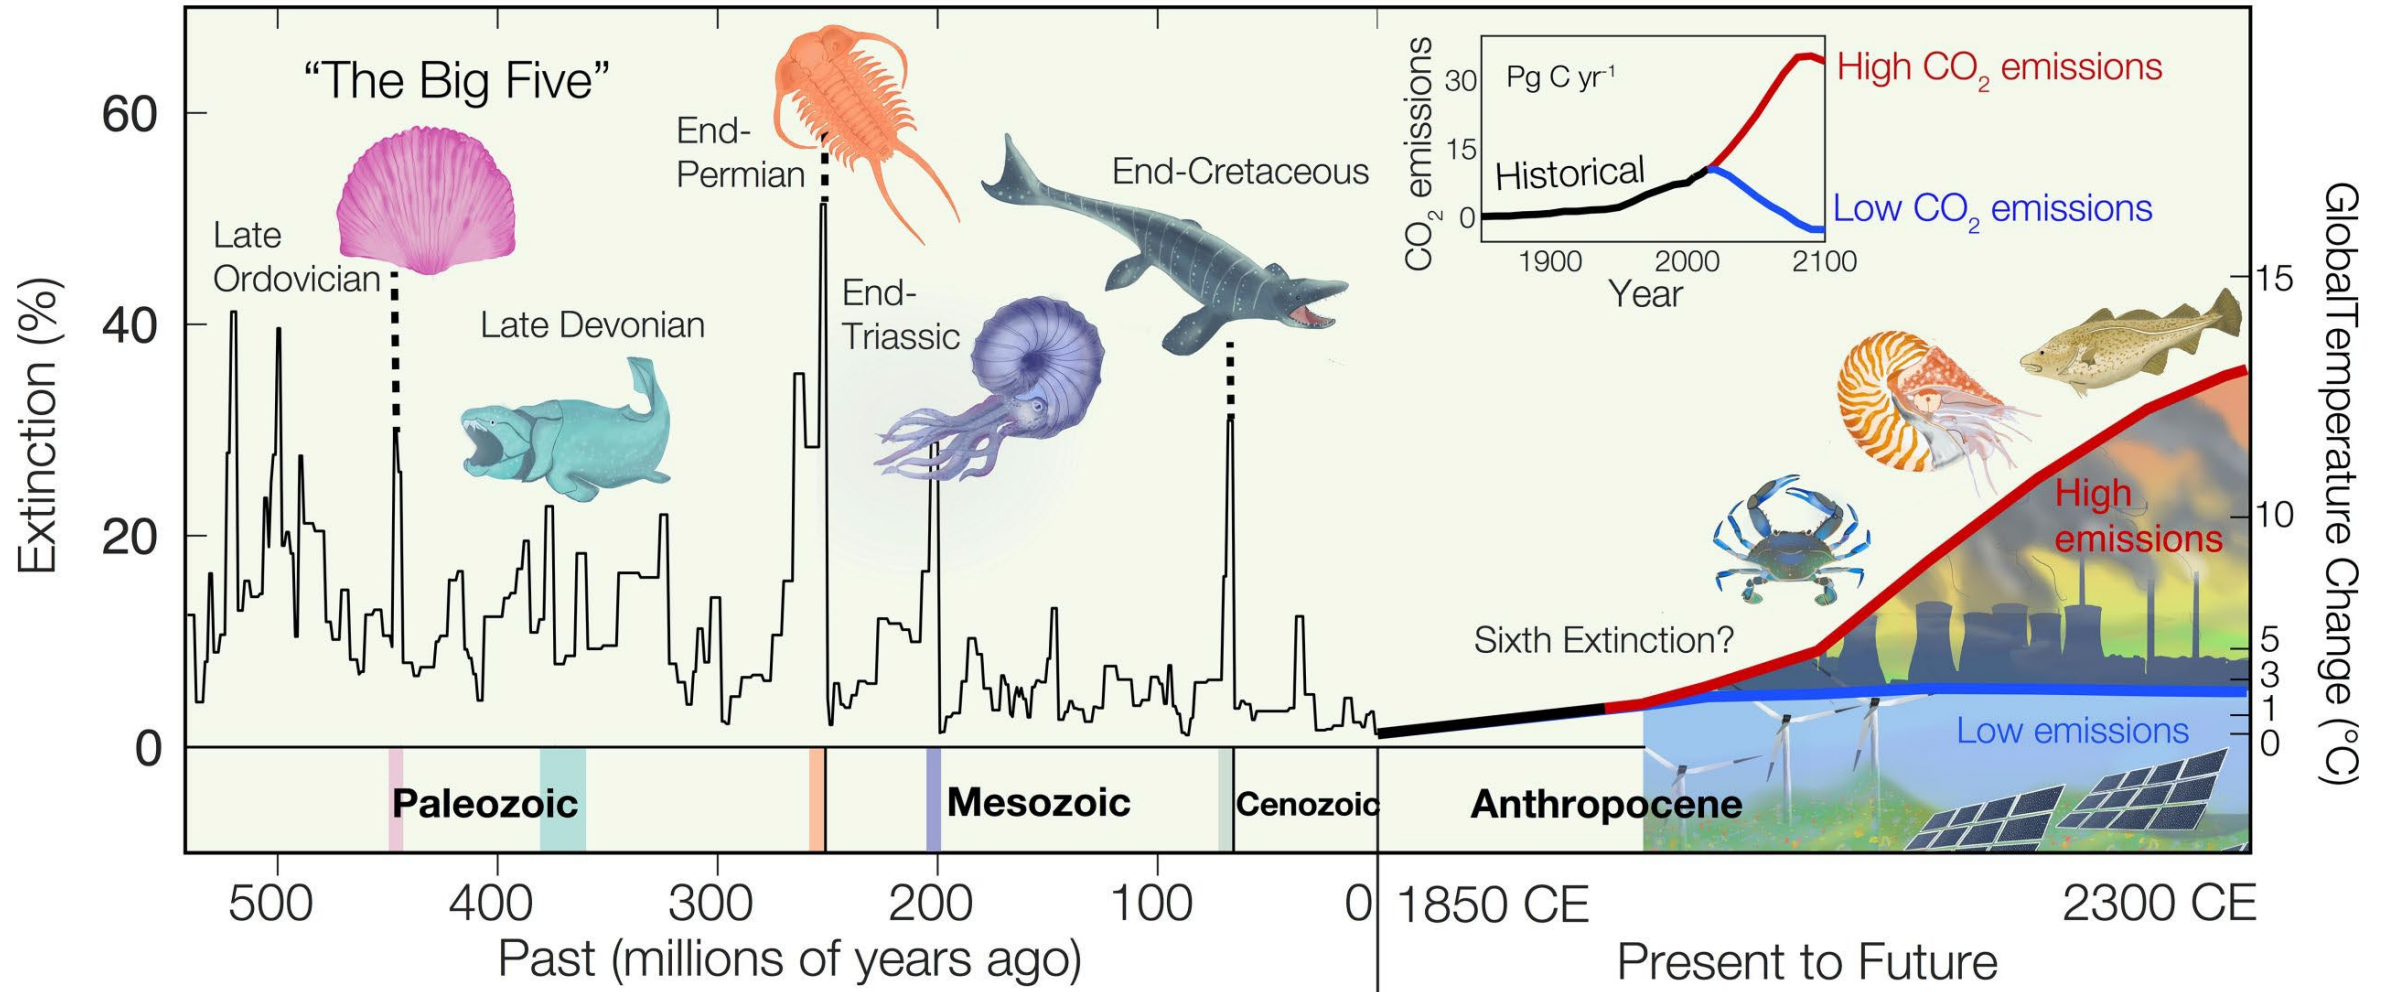 “The Big Five”
Late
Ordovician
Late Devonian
End-
Permian
End-
Triassic
End-Cretaceous
Extinction (%)
60
40
20
0
CO2 emissions
Pg C yr-1
30
15
0
Historical
High CO2 emissions
Low CO2 emissions
1900
2000
2100
Year
Sixth Extinction?
High
emissions
Low emissions
GlobalTemperature Change (°C)
15
10
5
3
1
0
Paleozoic
Mesozoic
Cenozoic
Anthropocene
500
400
300
200
100
0
1850 CE
2300 CE
Past (millions of years ago)
Present to Future